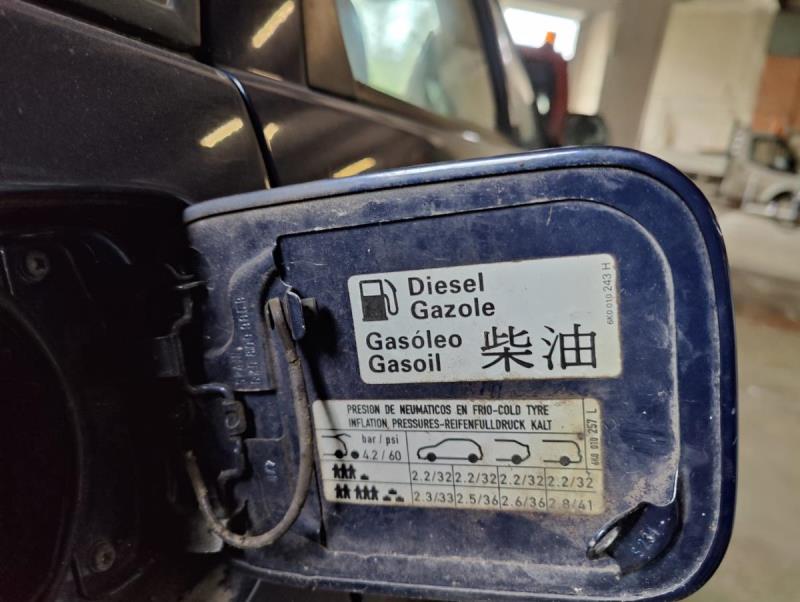 Diesel
Gazole
Gasóleo
Gasoil
柴油
6K0 010 243 H
PRESION DE NEUMATICOS EN FRIO-COLD TYRE
INFLATION PRESSURES-REIFENFULLDRUCK KALT
bar / psi
4.2 / 60
2.2/32 2.2/32 2.2/32 2.2/32
2.3/33 2.5/36 2.6/36 2.8/41
6K0 010 257 L